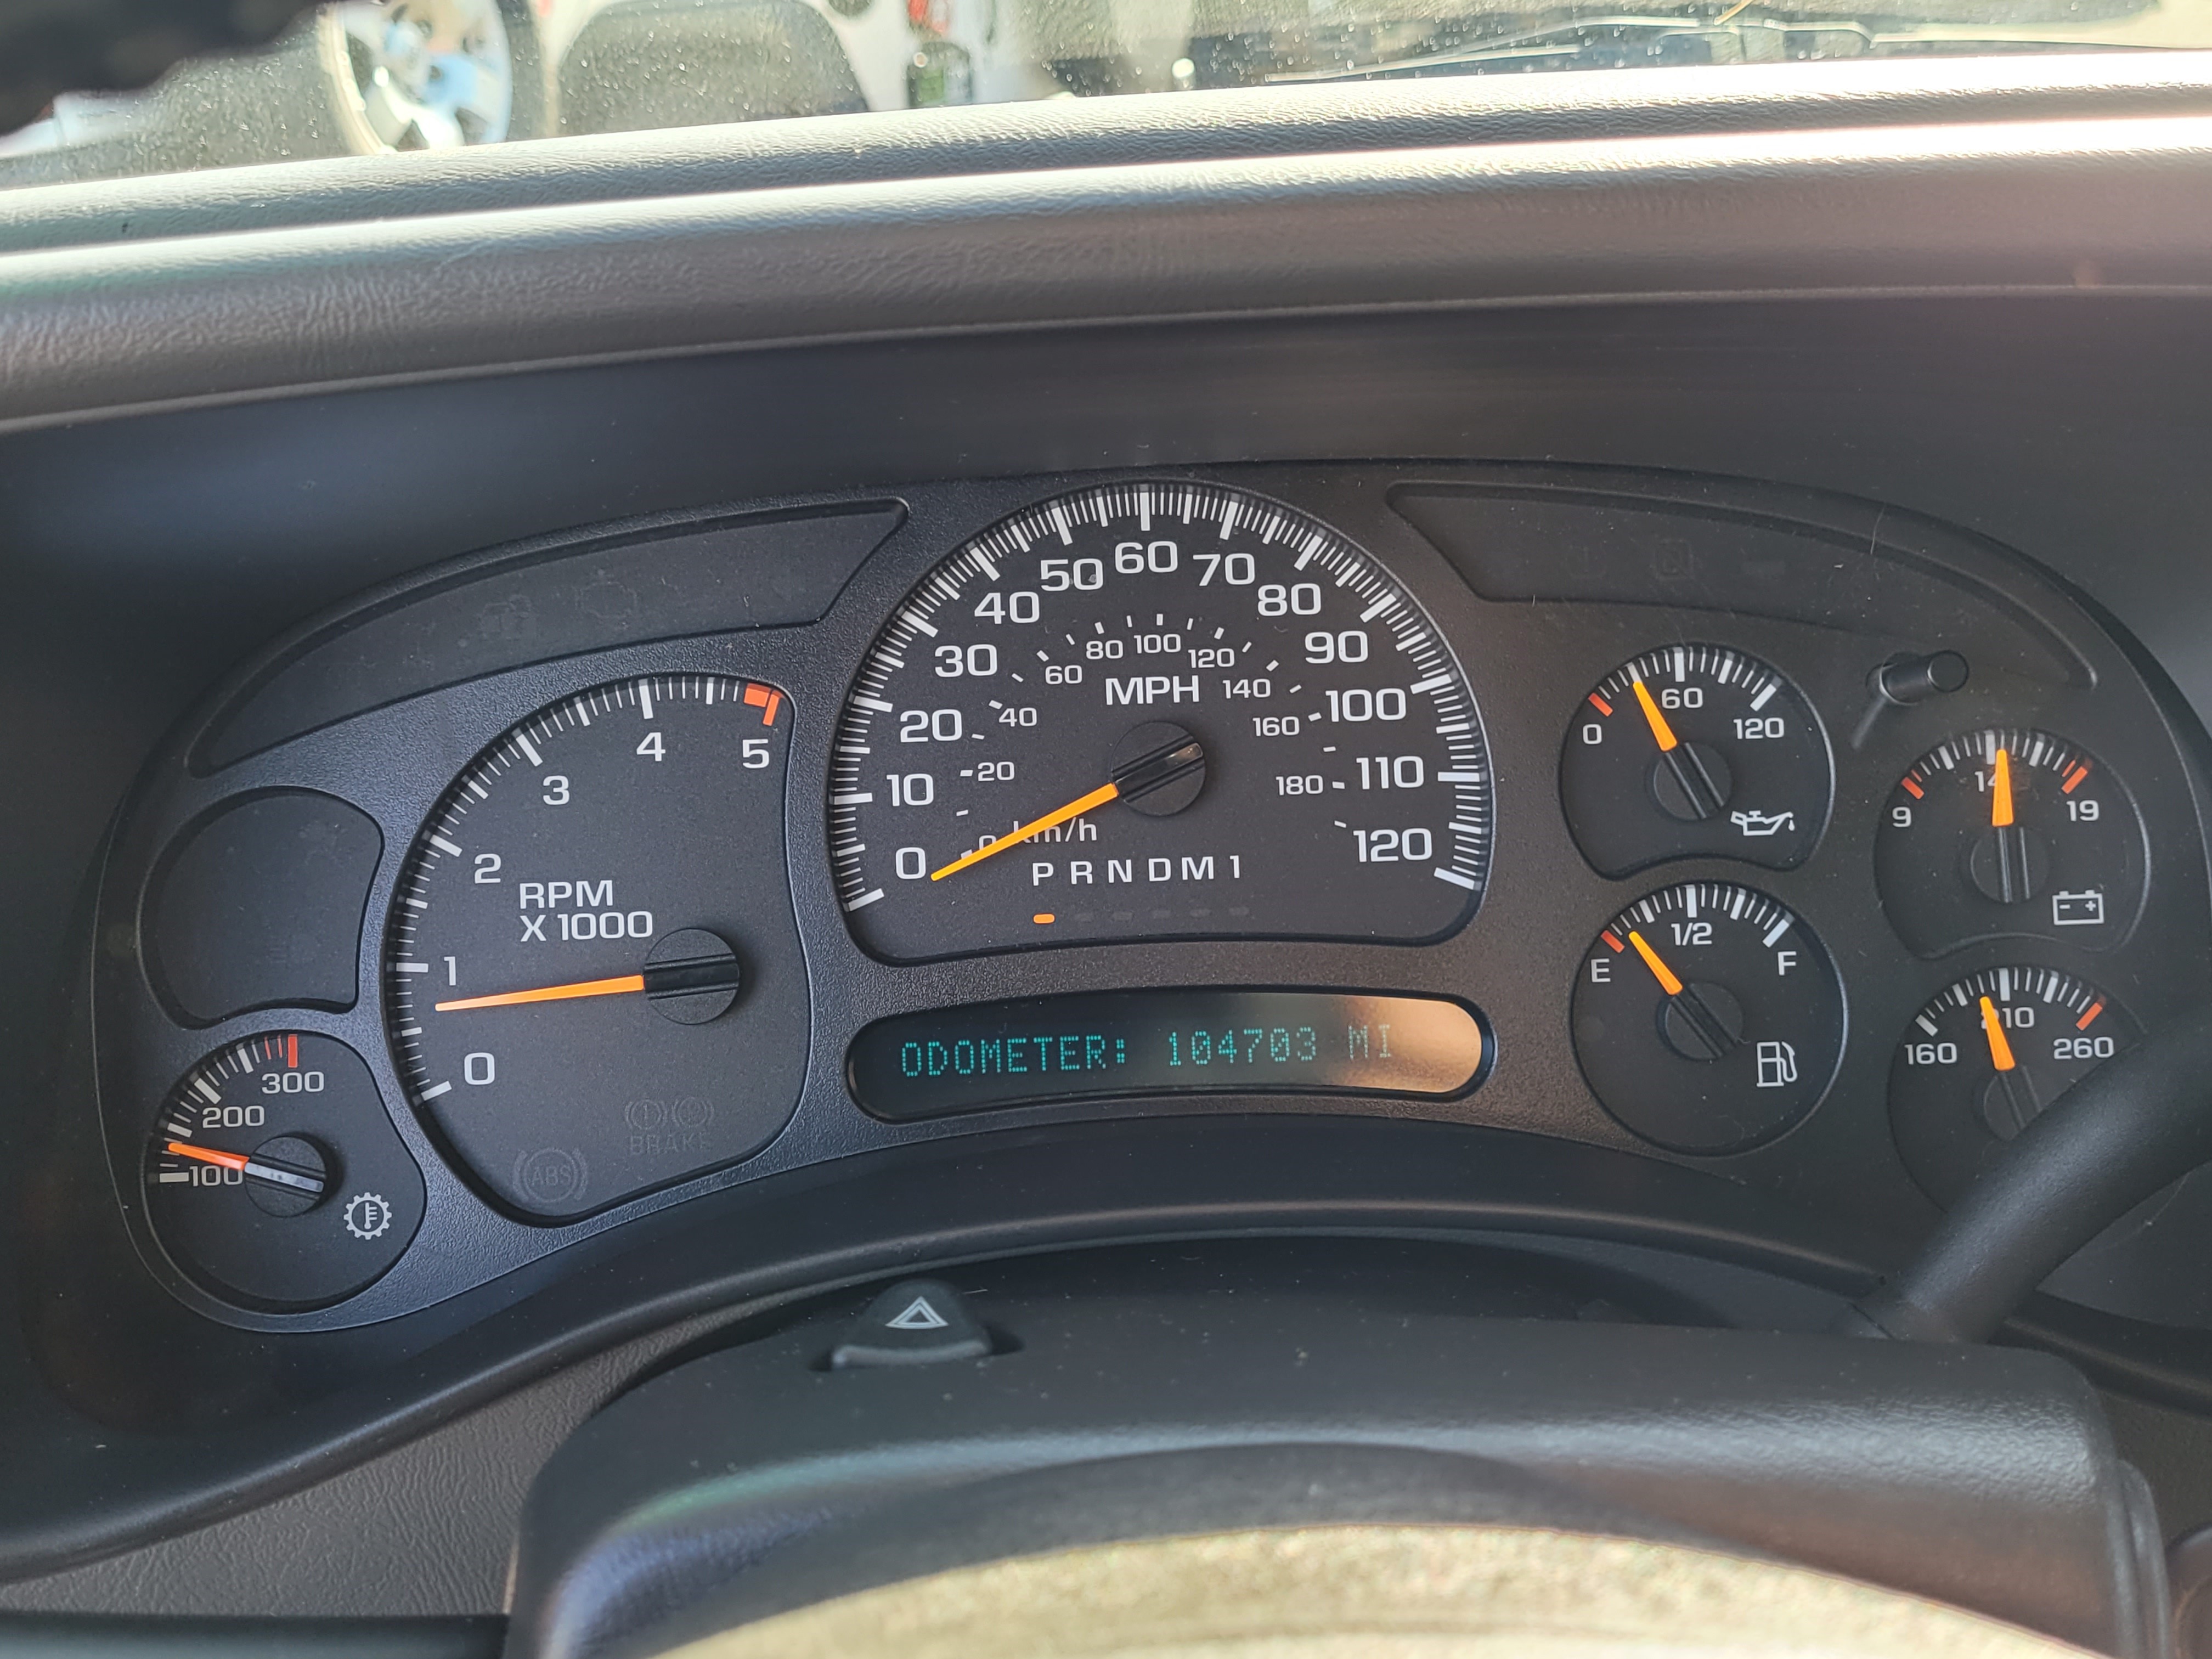 50 60 70
40 80
30 90
20 100
10 110
0 120
60 80 100 120 140
40 160
20 180
km/h
MPH
P R N D M 1
5
4
3
2
1
0
RPM
X 1000
300
200
100
BRAKE
ABS
ODOMETER: 104703 MI
0 60 120
E 1/2 F
9 19
160 210 260